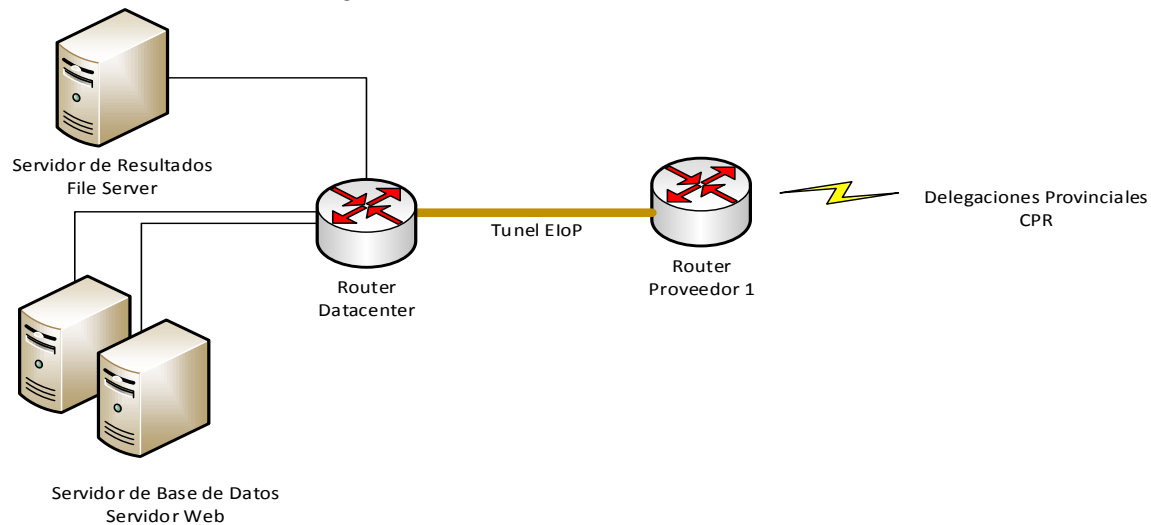 Servidor de Resultados
File Server
Tunel EIoP
Delegaciones Provinciales
CPR
Router
Datacenter
Router
Proveedor 1
Servidor de Base de Datos
Servidor Web